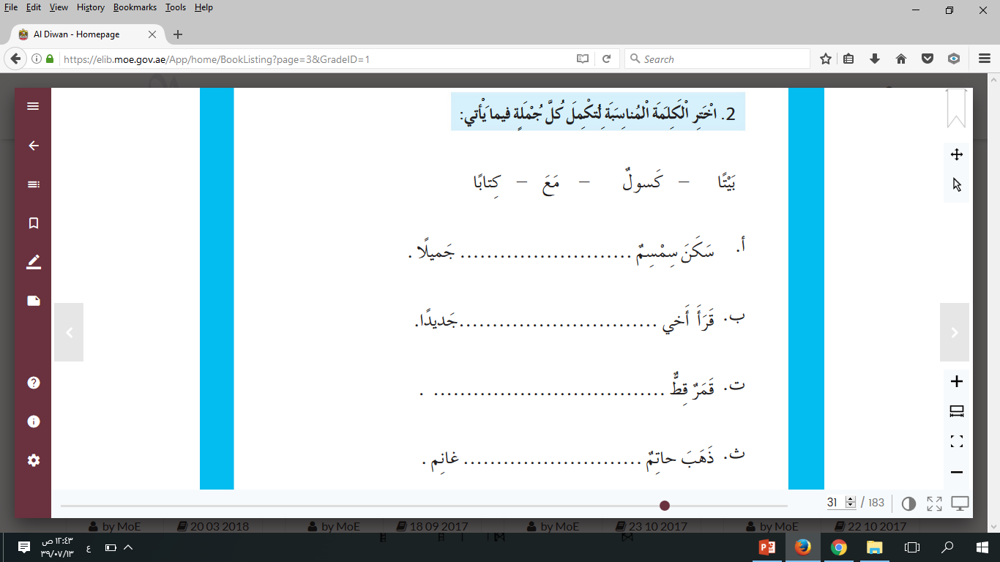 File Edit View History Bookmarks Tools Help
Al Diwan - Homepage
https://elib.moe.gov.ae/App/home/BookListing?page=3&GradeID=1
Search
2. اخْتَرِ الْكَلِمَةَ الْمُناسِبَةَ لِتُكْمِلَ كُلَّ جُمْلَةٍ فيما يَأْتي:
بَيْتًا – كَسولٌ – مَعَ – كِتابًا
أ. سَكَنَ سِمْسِمٌ .......................... جَميلًا .
ب. قَرَأَ أَخي ..............................جَديدًا.
ت. قَمَرٌ قِطٌّ ................................... .
ث. ذَهَبَ حاتِمٌ ........................... غانِم .
31 / 183
by MoE 20 03 2018 by MoE 18 09 2017 by MoE 23 10 2017 by MoE 22 10 2017
١٢:٤٣ ص
٣٩/٠٧/١٣
ع